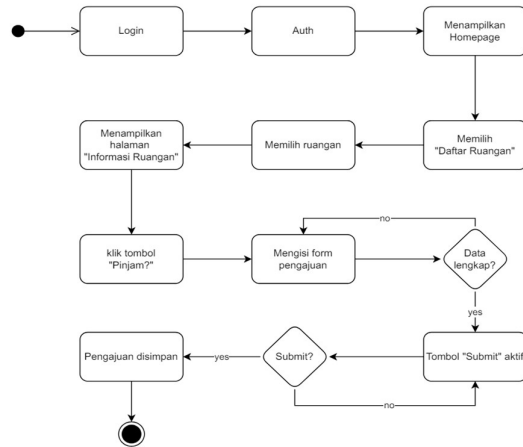 Login
Auth
Menampilkan
Homepage
Memilih
"Daftar Ruangan"
Memilih ruangan
Menampilkan
halaman
"Informasi Ruangan"
klik tombol
"Pinjam?"
Mengisi form
pengajuan
no
Data
lengkap?
yes
Tombol "Submit" aktif
Submit?
no
yes
Pengajuan disimpan